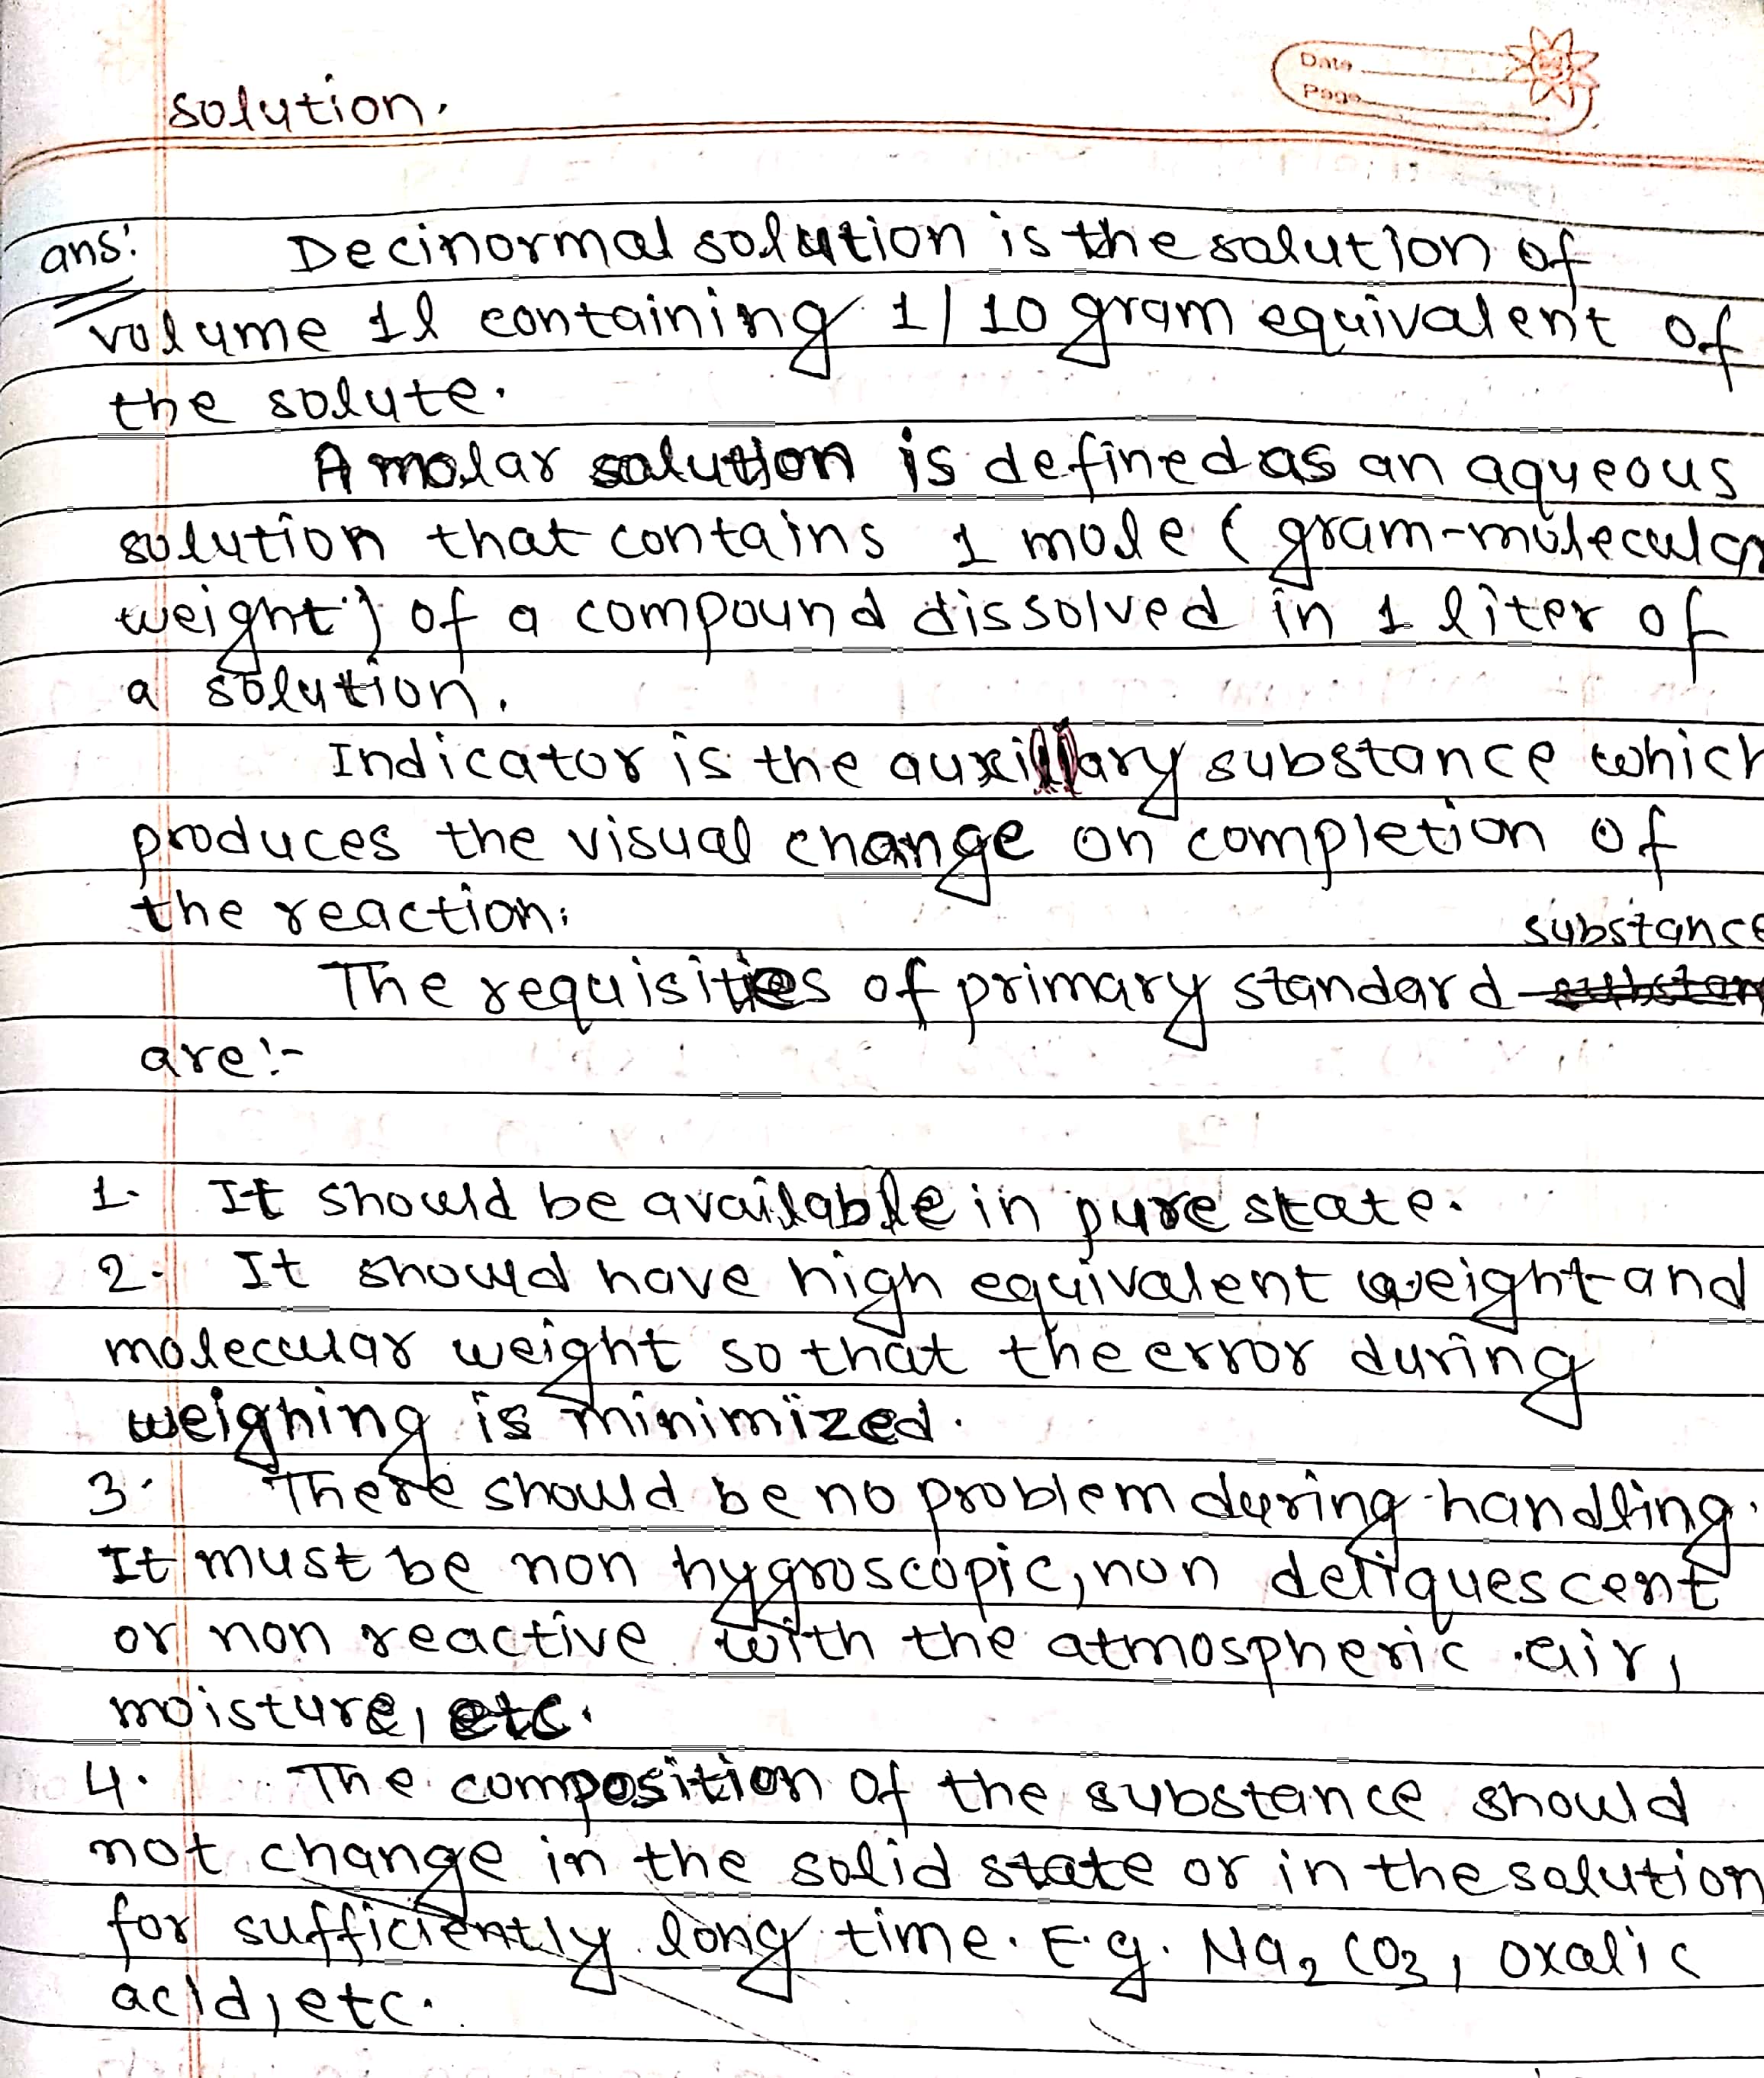 Date
Page
solution.
ans: Decinormal solution is the solution of
volume 1l containing 1/10 gram equivalent of
the solute.
A molar solution is defined as an aqueous
solution that contains 1 mole (gram-molecular
weight) of a compound dissolved in 1 liter of
a solution.
Indicator is the auxillary substance which
produces the visual change on completion of
the reaction.
substance
The requisities of primary standard
are:-
1. It should be available in pure state.
2. It should have high equivalent weight and
molecular weight so that the error during
weighing is minimized.
3. There should be no problem during handling.
It must be non hygroscopic, non deliquescent
or non reactive with the atmospheric air,
moisture, etc.
4. The composition of the substance should
not change in the solid state or in the solution
for sufficiently long time. E.g. Na₂CO₃, oxalic
acid, etc.